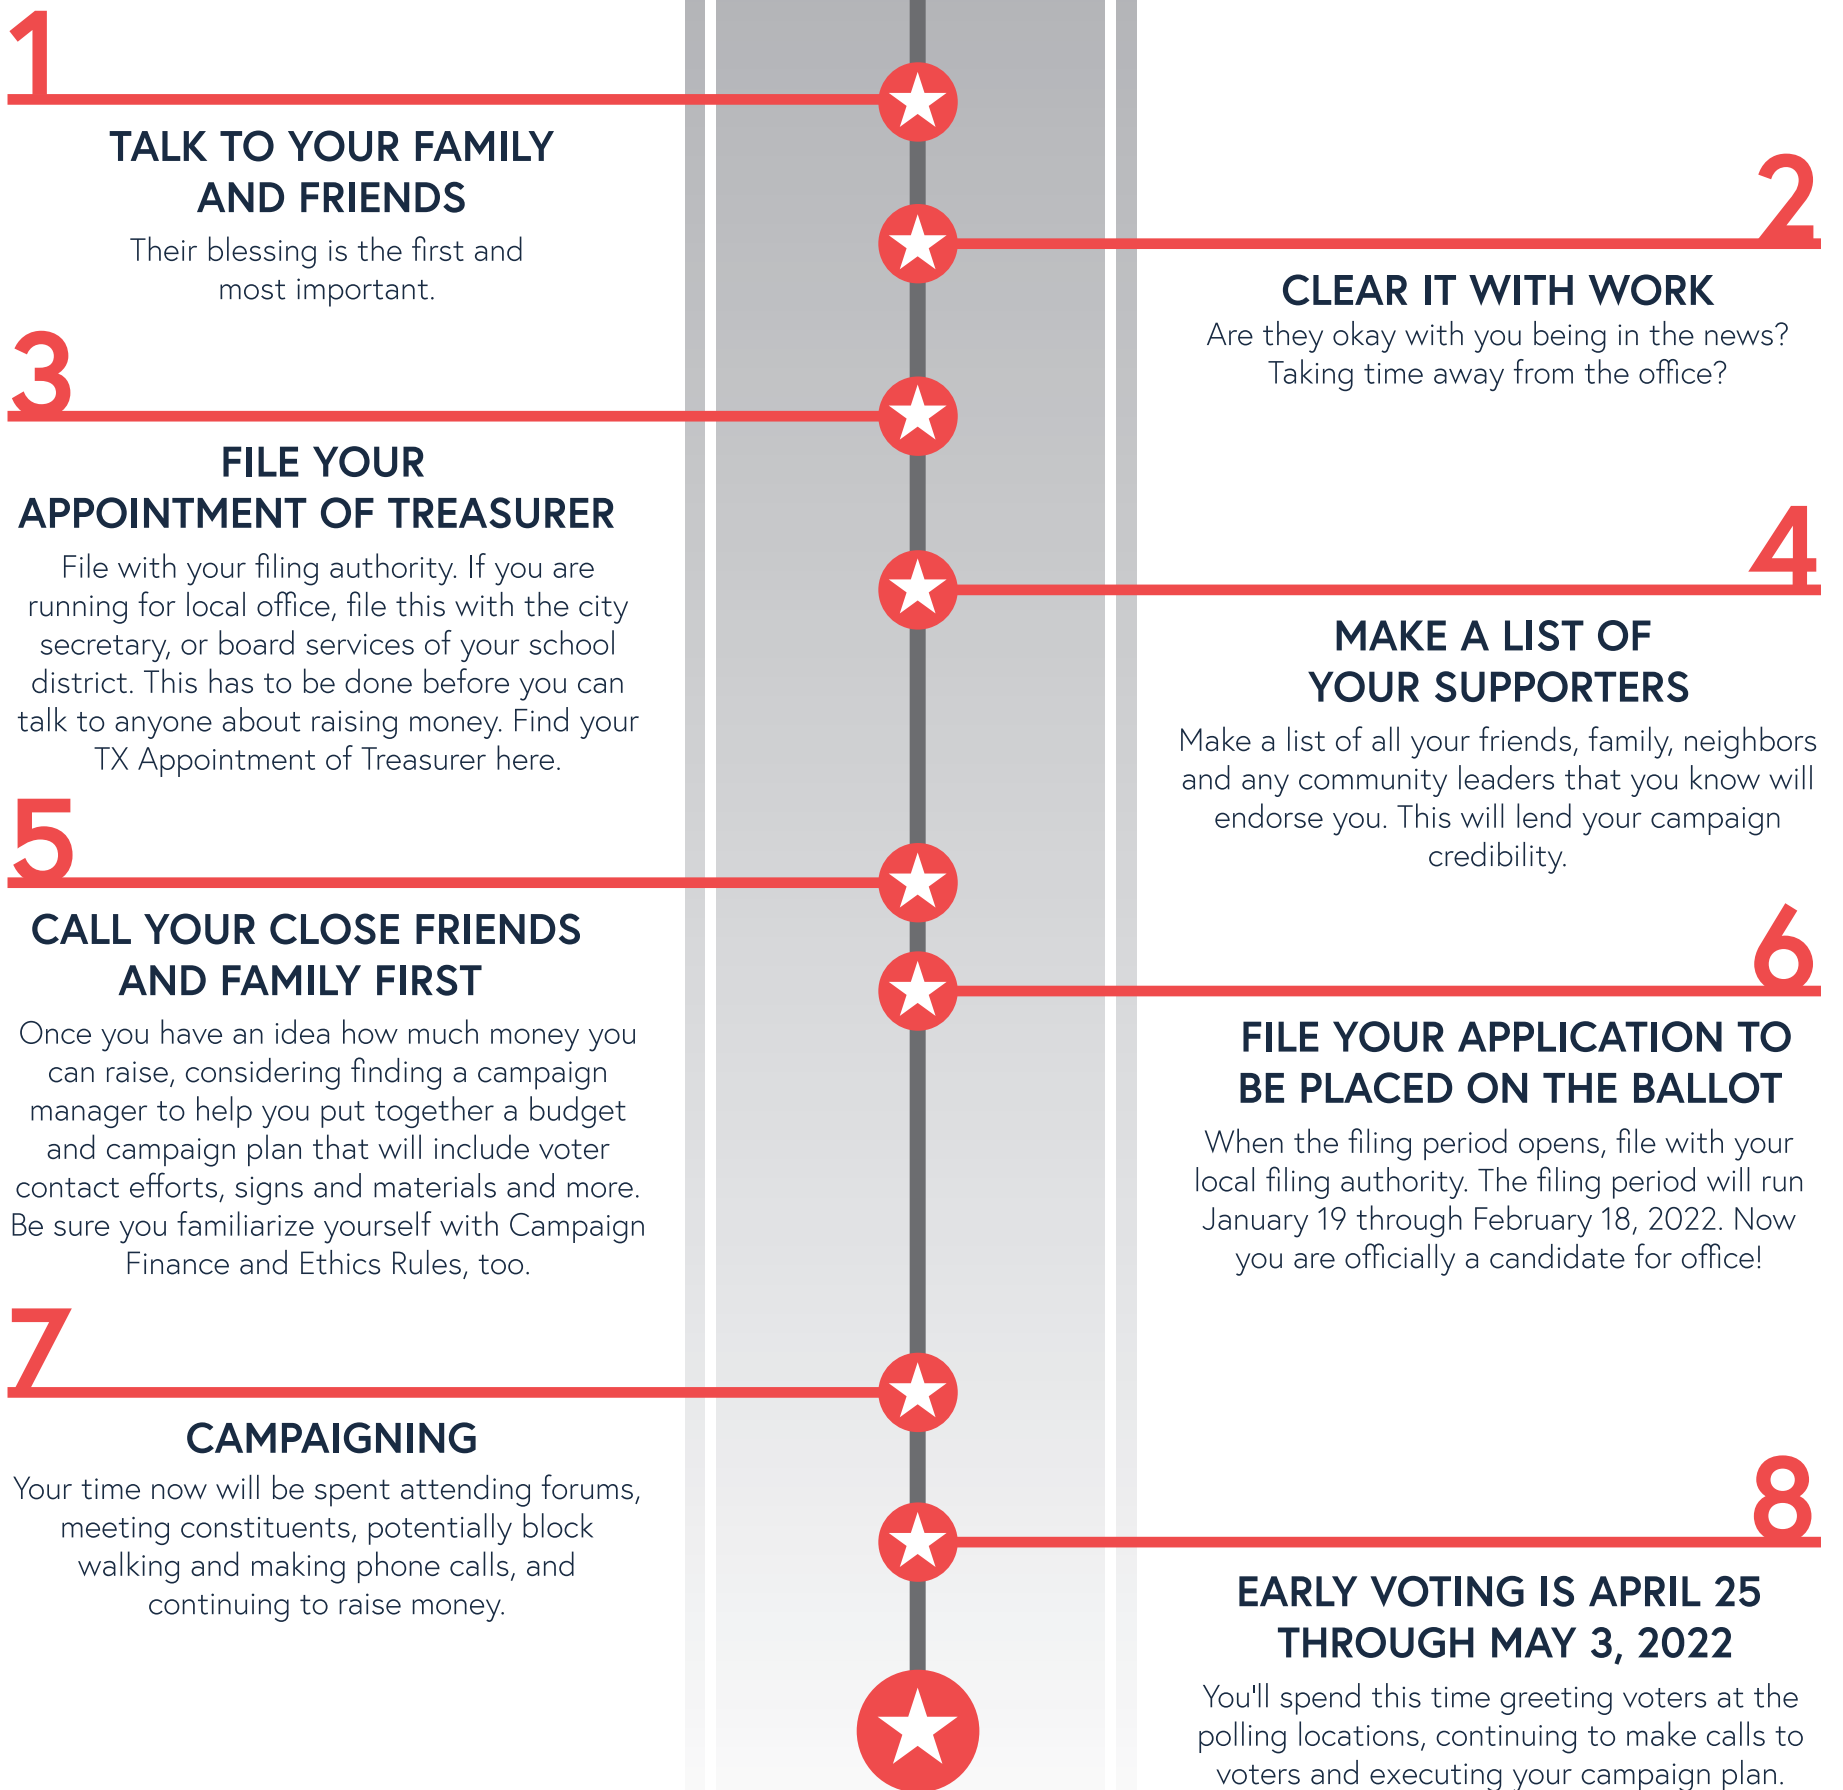 1
TALK TO YOUR FAMILY
AND FRIENDS
Their blessing is the first and
most important.
2
CLEAR IT WITH WORK
Are they okay with you being in the news?
Taking time away from the office?
3
FILE YOUR
APPOINTMENT OF TREASURER
File with your filing authority. If you are
running for local office, file this with the city
secretary, or board services of your school
district. This has to be done before you can
talk to anyone about raising money. Find your
TX Appointment of Treasurer here.
4
MAKE A LIST OF
YOUR SUPPORTERS
Make a list of all your friends, family, neighbors
and any community leaders that you know will
endorse you. This will lend your campaign
credibility.
5
CALL YOUR CLOSE FRIENDS
AND FAMILY FIRST
Once you have an idea how much money you
can raise, considering finding a campaign
manager to help you put together a budget
and campaign plan that will include voter
contact efforts, signs and materials and more.
Be sure you familiarize yourself with Campaign
Finance and Ethics Rules, too.
6
FILE YOUR APPLICATION TO
BE PLACED ON THE BALLOT
When the filing period opens, file with your
local filing authority. The filing period will run
January 19 through February 18, 2022. Now
you are officially a candidate for office!
7
CAMPAIGNING
Your time now will be spent attending forums,
meeting constituents, potentially block
walking and making phone calls, and
continuing to raise money.
8
EARLY VOTING IS APRIL 25
THROUGH MAY 3, 2022
You'll spend this time greeting voters at the
polling locations, continuing to make calls to
voters and executing your campaign plan.